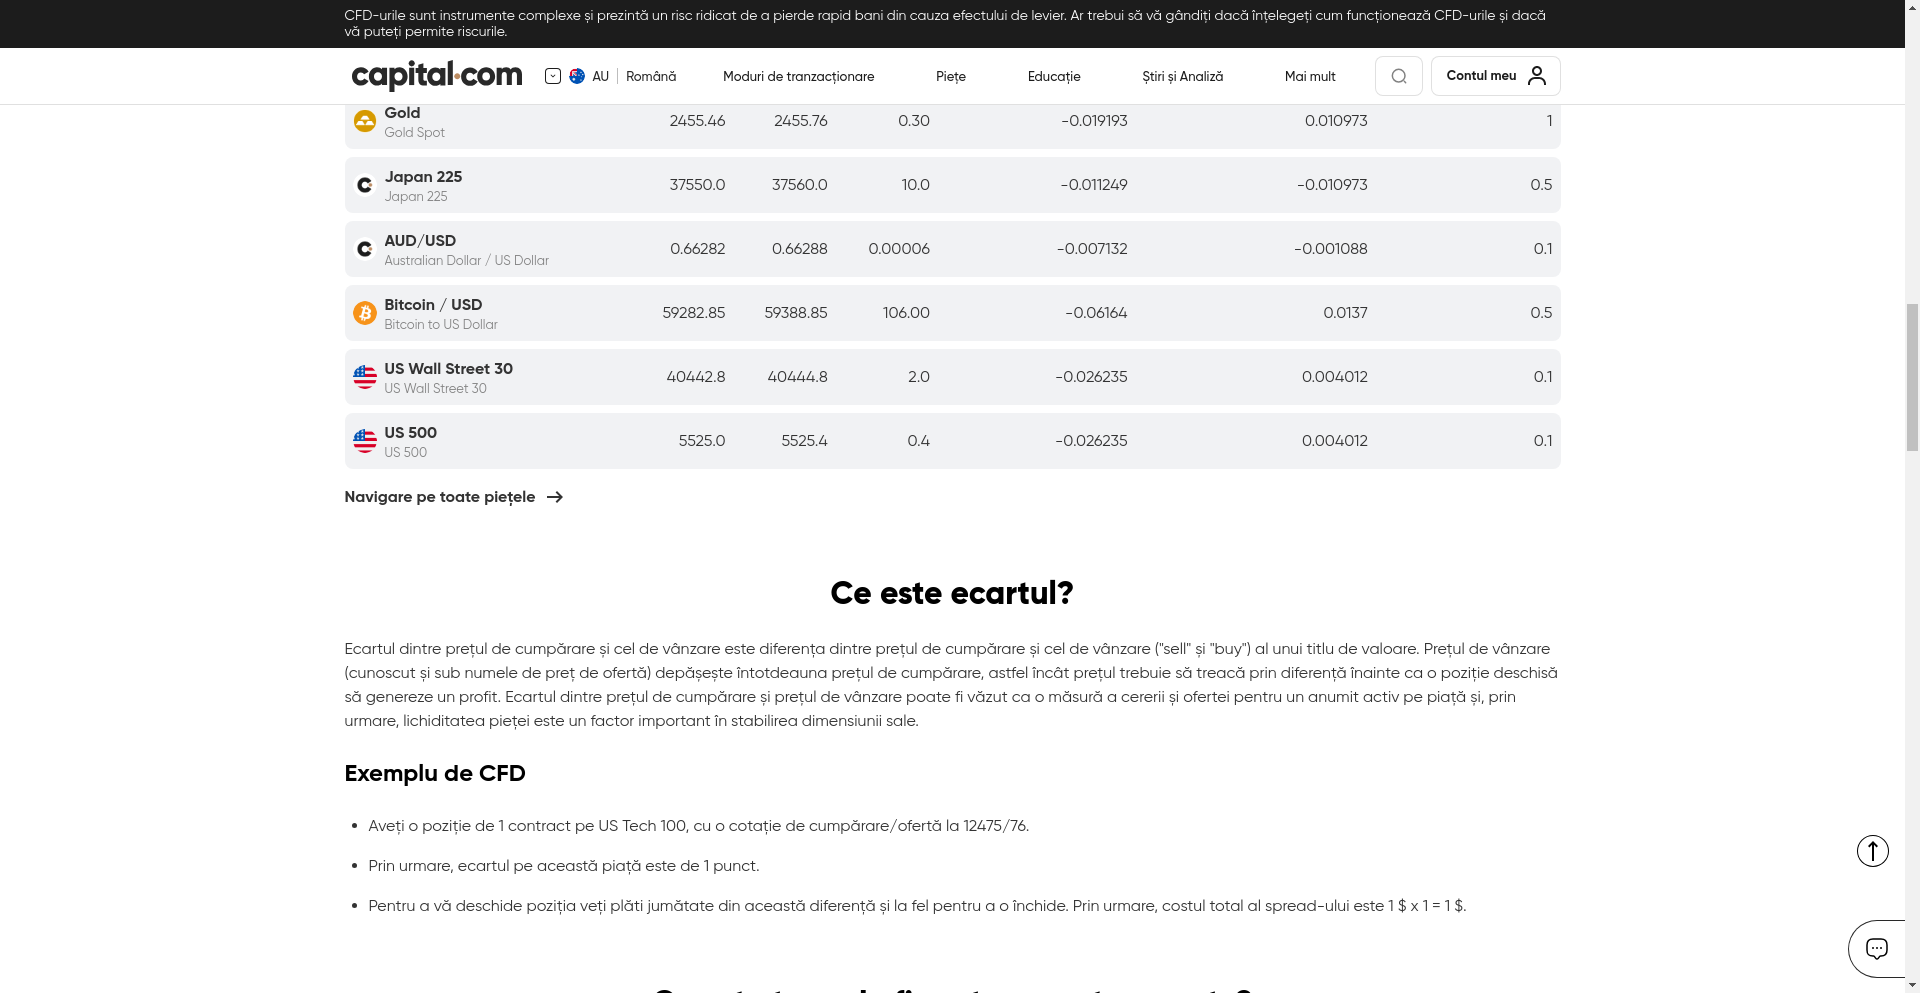 CFD-urile sunt instrumente complexe și prezintă un risc ridicat de a pierde rapid bani din cauza efectului de levier. Ar trebui să vă gândiți dacă înțelegeți cum funcționează CFD-urile și dacă
vă puteți permite riscurile.
capital.com AU Română Moduri de tranzacționare Piețe Educație Știri și Analiză Mai mult Contul meu
Gold 2455.46 2455.76 0.30 -0.019193 0.010973 1
Gold Spot
Japan 225 37550.0 37560.0 10.0 -0.011249 -0.010973 0.5
Japan 225
AUD/USD 0.66282 0.66288 0.00006 -0.007132 -0.001088 0.1
Australian Dollar / US Dollar
Bitcoin / USD 59282.85 59388.85 106.00 -0.06164 0.0137 0.5
Bitcoin to US Dollar
US Wall Street 30 40442.8 40444.8 2.0 -0.026235 0.004012 0.1
US Wall Street 30
US 500 5525.0 5525.4 0.4 -0.026235 0.004012 0.1
US 500
Navigare pe toate piețele
Ce este ecartul?
Ecartul dintre prețul de cumpărare și cel de vânzare este diferența dintre prețul de cumpărare și cel de vânzare ("sell" și "buy") al unui titlu de valoare. Prețul de vânzare
(cunoscut și sub numele de preț de ofertă) depășește întotdeauna prețul de cumpărare, astfel încât prețul trebuie să treacă prin diferență înainte ca o poziție deschisă
să genereze un profit. Ecartul dintre prețul de cumpărare și prețul de vânzare poate fi văzut ca o măsură a cererii și ofertei pentru un anumit activ pe piață și, prin
urmare, lichiditatea pieței este un factor important în stabilirea dimensiunii sale.
Exemplu de CFD
Aveți o poziție de 1 contract pe US Tech 100, cu o cotație de cumpărare/ofertă la 12475/76.
Prin urmare, ecartul pe această piață este de 1 punct.
Pentru a vă deschide poziția veți plăti jumătate din această diferență și la fel pentru a o închide. Prin urmare, costul total al spread-ului este 1 $ x 1 = 1 $.